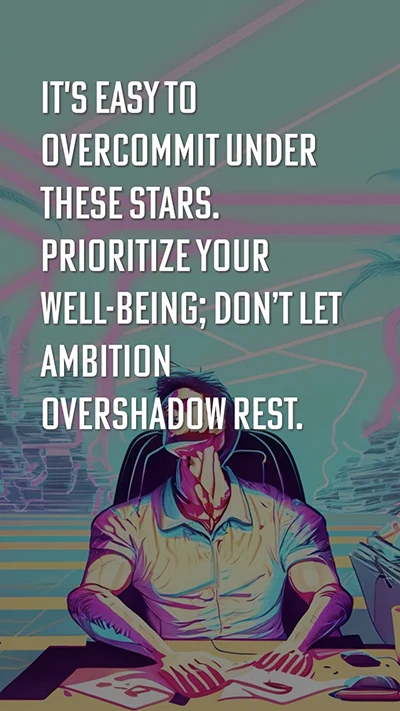 IT'S EASY TO
OVERCOMMIT UNDER
THESE STARS.
PRIORITIZE YOUR
WELL-BEING; DON'T LET
AMBITION
OVERSHADOW REST.